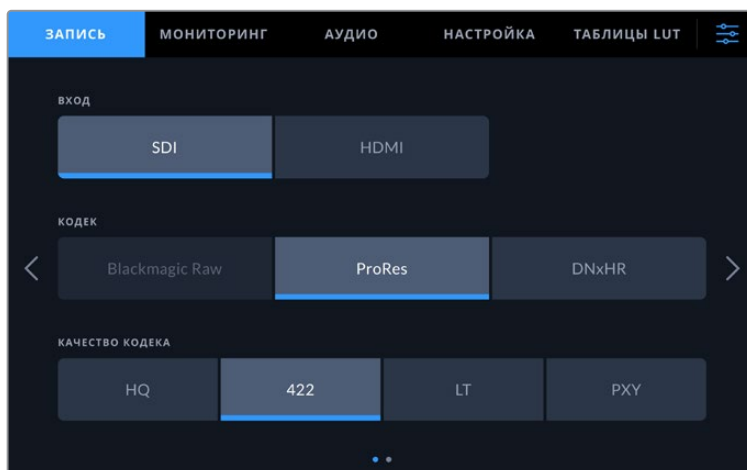 ЗАПИСЬ МОНИТОРИНГ АУДИО НАСТРОЙКА ТАБЛИЦЫ LUT
ВХОД
SDI HDMI
КОДЕК
Blackmagic Raw ProRes DNxHR
КАЧЕСТВО КОДЕКА
HQ 422 LT PXY